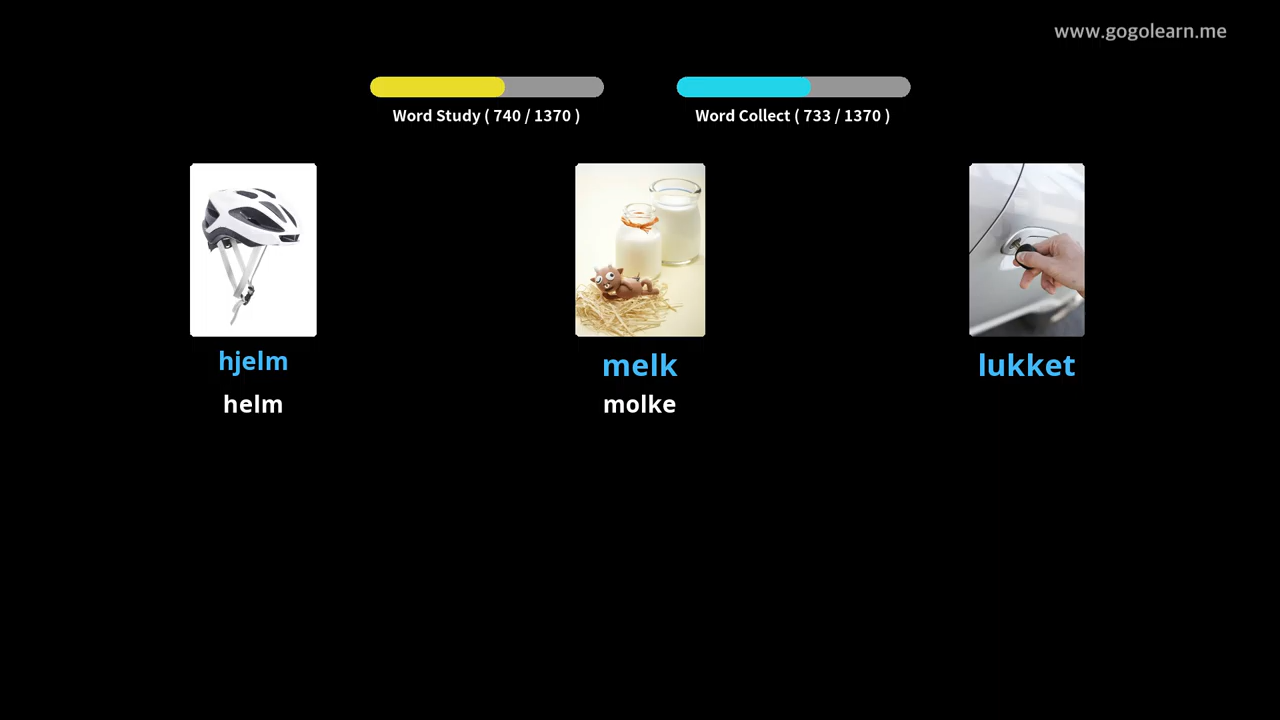 www.gogolearn.me
Word Study ( 740 / 1370 )
Word Collect ( 733 / 1370 )
hjelm
melk
lukket
helm
molke